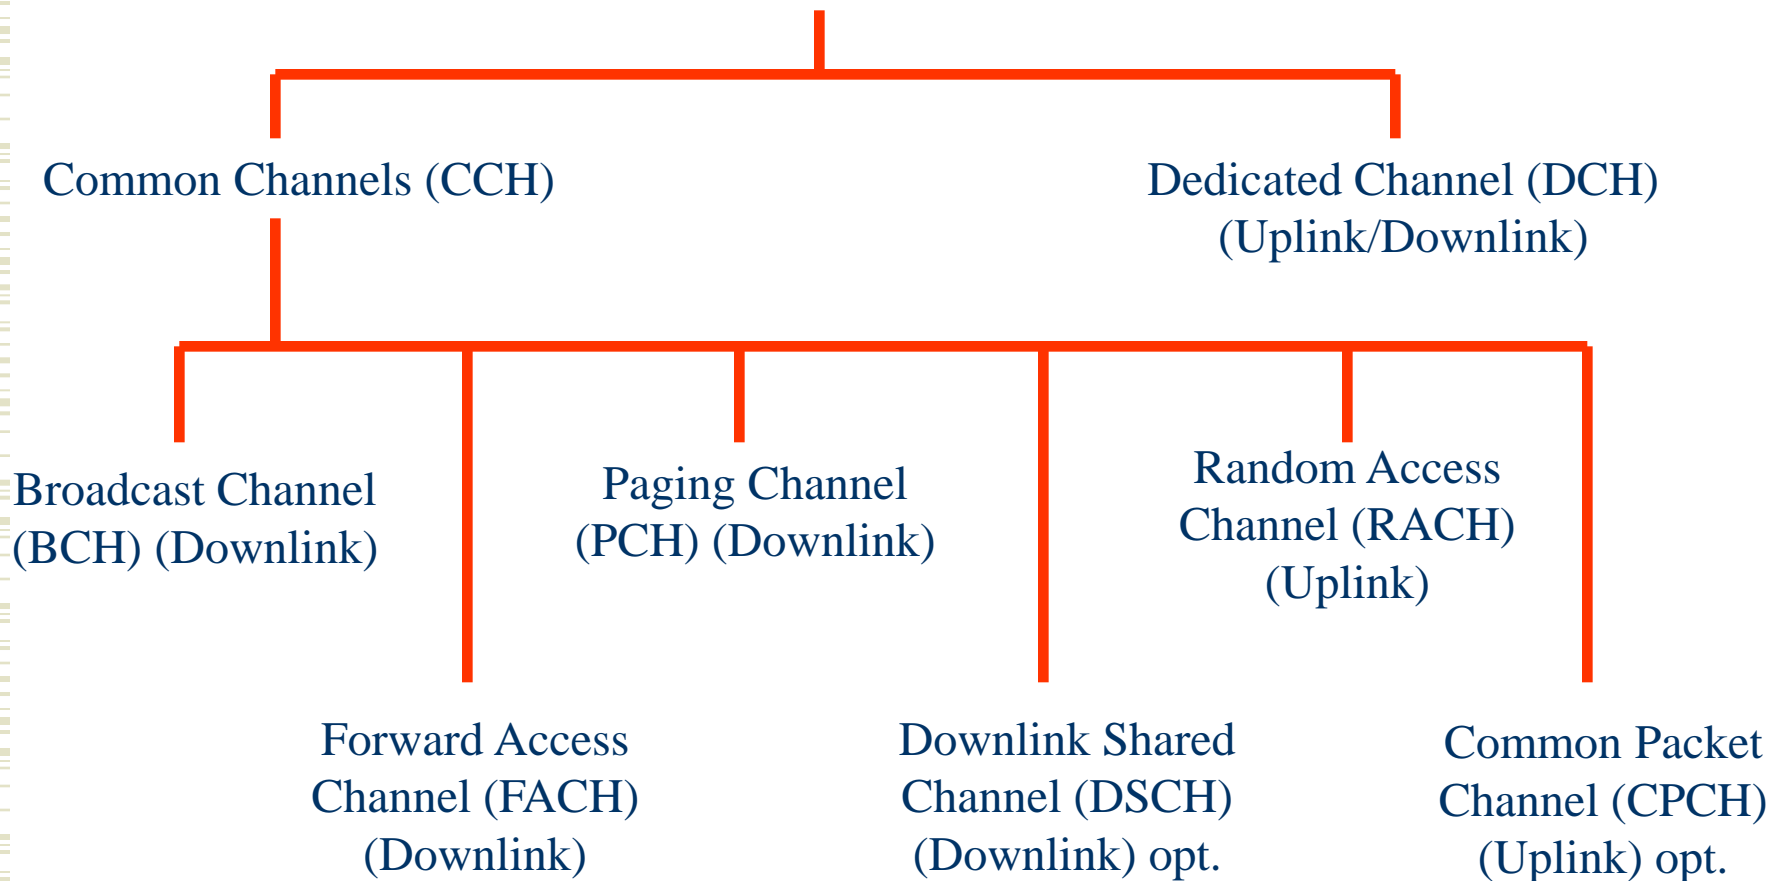 Common Channels (CCH)
Dedicated Channel (DCH)
(Uplink/Downlink)
Broadcast Channel
(BCH) (Downlink)
Paging Channel
(PCH) (Downlink)
Random Access
Channel (RACH)
(Uplink)
Forward Access
Channel (FACH)
(Downlink)
Downlink Shared
Channel (DSCH)
(Downlink) opt.
Common Packet
Channel (CPCH)
(Uplink) opt.